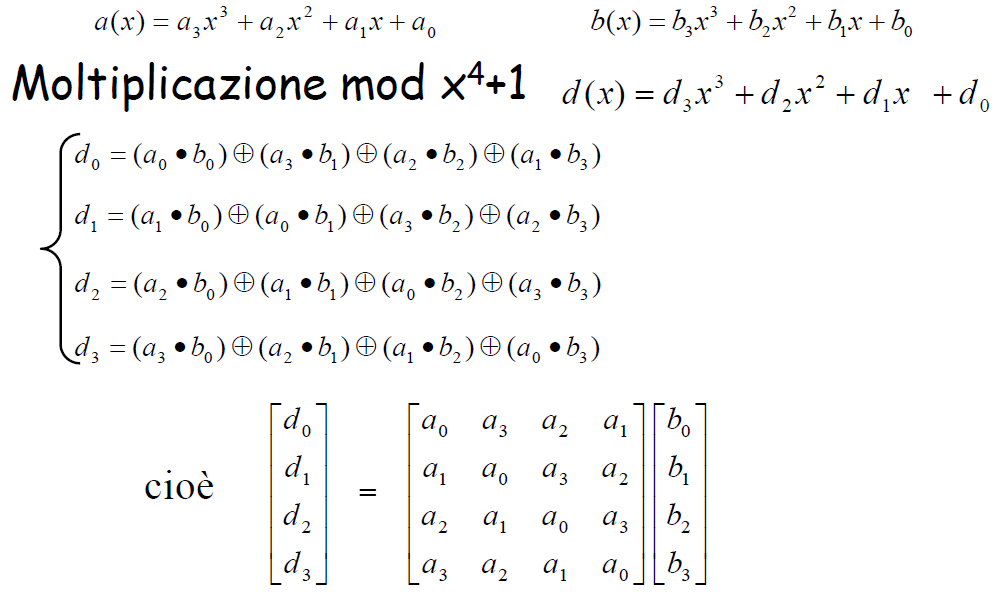 a(x) = a₃x³ + a₂x² + a₁x + a₀ b(x) = b₃x³ + b₂x² + b₁x + b₀
Moltiplicazione mod x⁴+1 d(x) = d₃x³ + d₂x² + d₁x + d₀
d₀ = (a₀ • b₀) ⊕ (a₃ • b₁) ⊕ (a₂ • b₂) ⊕ (a₁ • b₃)
d₁ = (a₁ • b₀) ⊕ (a₀ • b₁) ⊕ (a₃ • b₂) ⊕ (a₂ • b₃)
d₂ = (a₂ • b₀) ⊕ (a₁ • b₁) ⊕ (a₀ • b₂) ⊕ (a₃ • b₃)
d₃ = (a₃ • b₀) ⊕ (a₂ • b₁) ⊕ (a₁ • b₂) ⊕ (a₀ • b₃)
d₀ a₀ a₃ a₂ a₁ b₀
d₁ a₁ a₀ a₃ a₂ b₁
cioè =
d₂ a₂ a₁ a₀ a₃ b₂
d₃ a₃ a₂ a₁ a₀ b₃